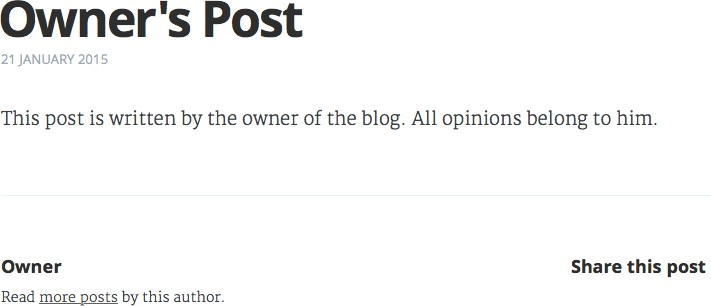 Owner's Post
21 JANUARY 2015
This post is written by the owner of the blog. All opinions belong to him.
Owner
Share this post
Read more posts by this author.